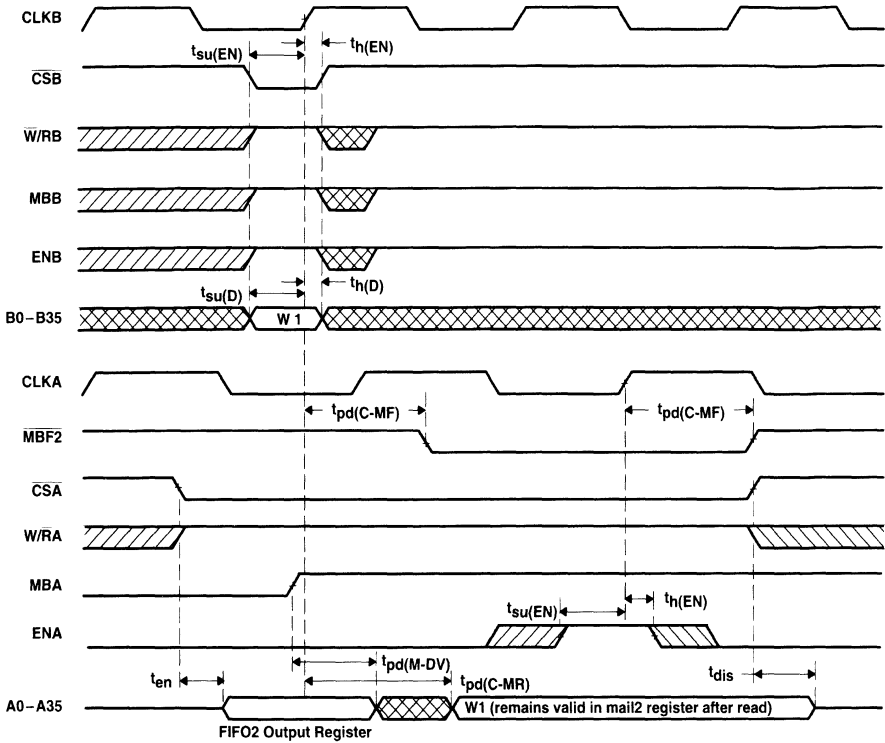 CLKB
tsu(EN) th(EN)
CSB
W/RB
MBB
ENB
tsu(D) th(D)
B0–B35 W 1
CLKA
tpd(C-MF) tpd(C-MF)
MBF2
CSA
W/RA
MBA
tsu(EN) th(EN)
ENA
ten tpd(M-DV) tpd(C-MR) tdis
A0–A35 W1 (remains valid in mail2 register after read)
FIFO2 Output Register